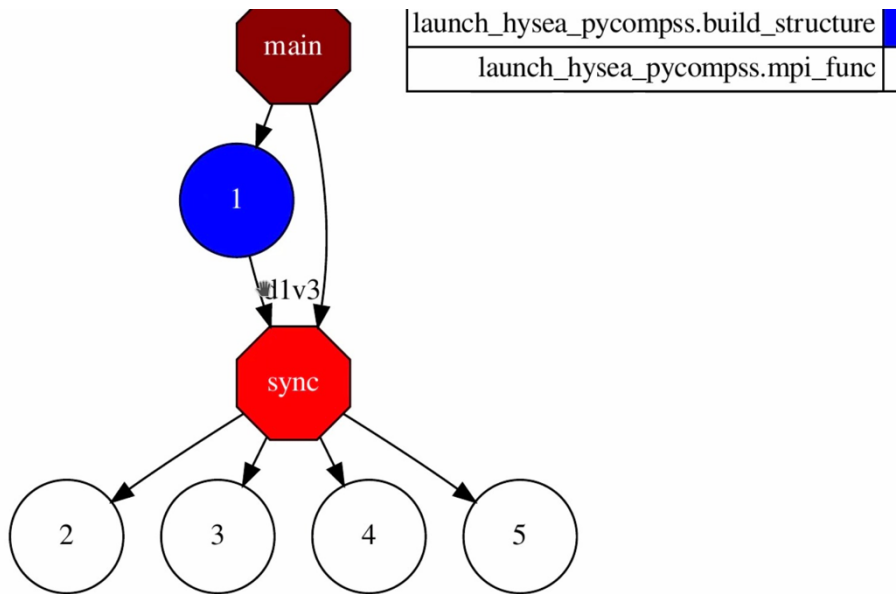 main
launch_hysea_pycompss.build_structure
launch_hysea_pycompss.mpi_func
1
d1v3
sync
2
3
4
5